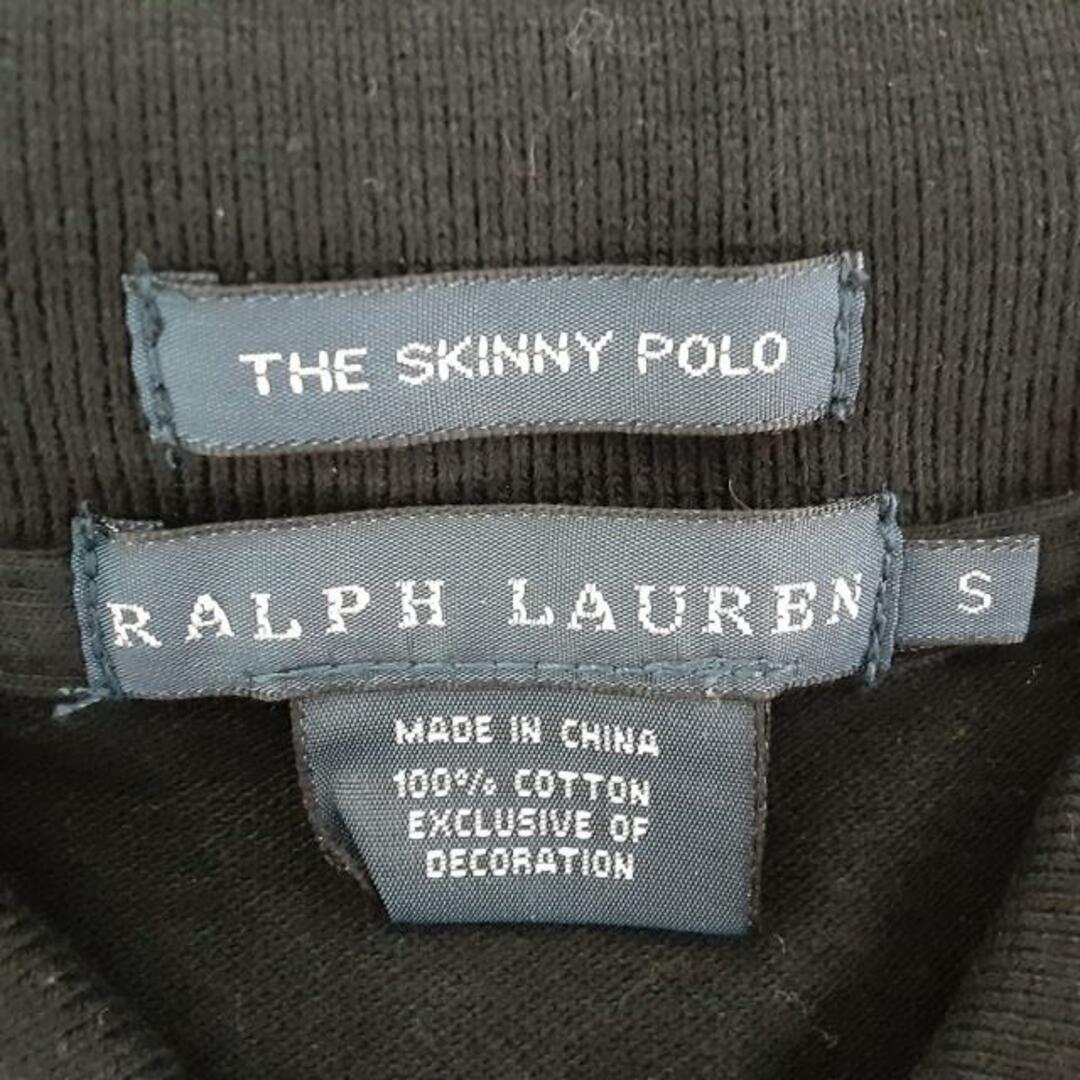 THE SKINNY POLO
RALPH LAUREN S
MADE IN CHINA
100% COTTON
EXCLUSIVE OF
DECORATION